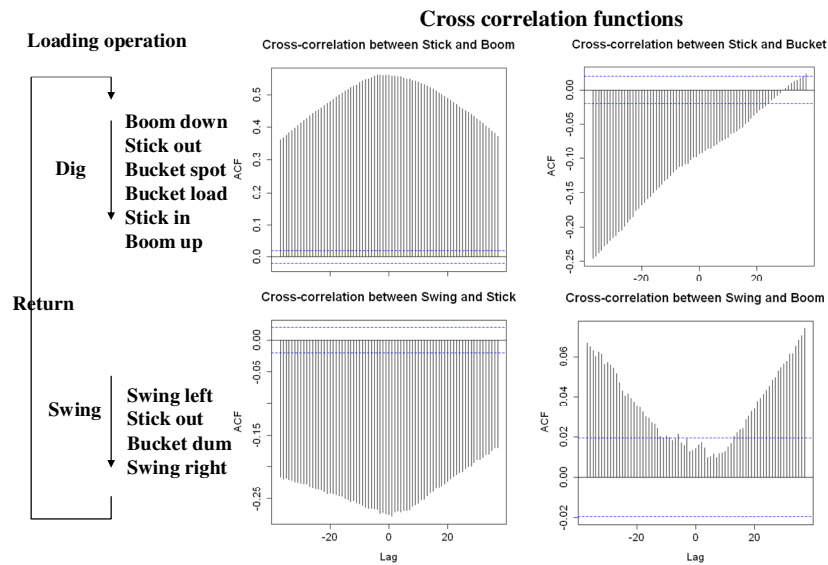 Cross correlation functions
Loading operation
Dig
Boom down
Stick out
Bucket spot
Bucket load
Stick in
Boom up
Return
Swing
Swing left
Stick out
Bucket dum
Swing right
Cross-correlation between Stick and Boom
ACF
0.5
0.4
0.3
0.2
0.1
0.0
Cross-correlation between Stick and Bucket
ACF
0.00
-0.05
-0.10
-0.15
-0.20
-0.25
-20
0
20
Cross-correlation between Swing and Stick
ACF
0.00
-0.05
-0.15
-0.25
-20
0
20
Lag
Cross-correlation between Swing and Boom
ACF
0.06
0.04
0.02
0.00
-0.02
-20
0
20
Lag